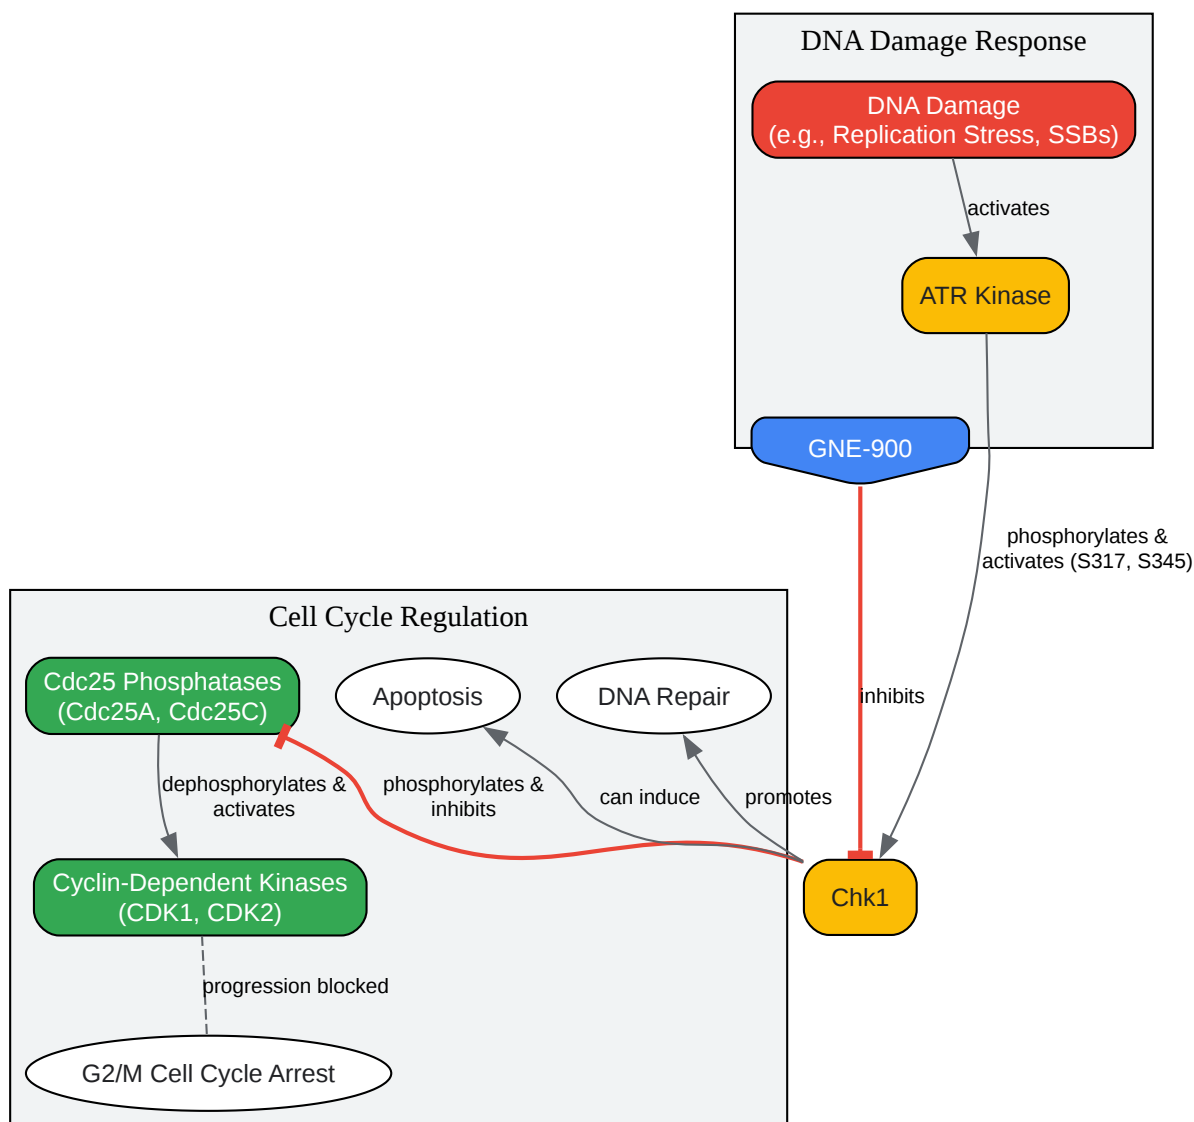 DNA Damage Response
DNA Damage
(e.g., Replication Stress, SSBs)
activates
ATR Kinase
GNE-900
phosphorylates &
activates (S317, S345)
inhibits
Cell Cycle Regulation
Cdc25 Phosphatases
(Cdc25A, Cdc25C)
Apoptosis
DNA Repair
dephosphorylates &
activates
phosphorylates &
inhibits
can induce
promotes
Cyclin-Dependent Kinases
(CDK1, CDK2)
Chk1
progression blocked
G2/M Cell Cycle Arrest